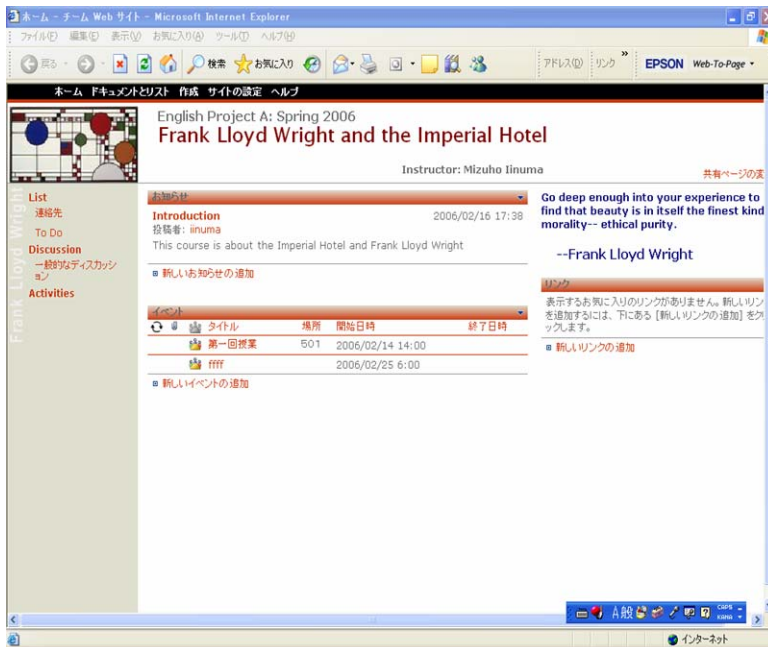 ホーム - チーム Web サイト - Microsoft Internet Explorer
ファイル(F) 編集(E) 表示(V) お気に入り(A) ツール(T) ヘルプ(H)
戻る 検索 お気に入り アドレス(D) リンク » EPSON Web-To-Page
ホーム ドキュメントとリスト 作成 サイトの設定 ヘルプ
English Project A: Spring 2006
Frank Lloyd Wright and the Imperial Hotel
Instructor: Mizuho Iinuma
共有ページの変
Frank Lloyd Wright
List
連絡先
To Do
Discussion
一般的なディスカッシ
ョン
Activities
お知らせ
Introduction 2006/02/16 17:38
投稿者: iinuma
This course is about the Imperial Hotel and Frank Lloyd Wright
新しいお知らせの追加
イベント
タイトル 場所 開始日時 終了日時
第一回授業 501 2006/02/14 14:00
ffff 2006/02/25 6:00
新しいイベントの追加
Go deep enough into your experience to
find that beauty is in itself the finest kind
morality-- ethical purity.
--Frank Lloyd Wright
リンク
表示するお気に入りのリンクがありません。新しいリン
を追加するには、下にある [新しいリンクの追加] をク
ックします。
新しいリンクの追加
A 般 CAPS
KANA
インターネット